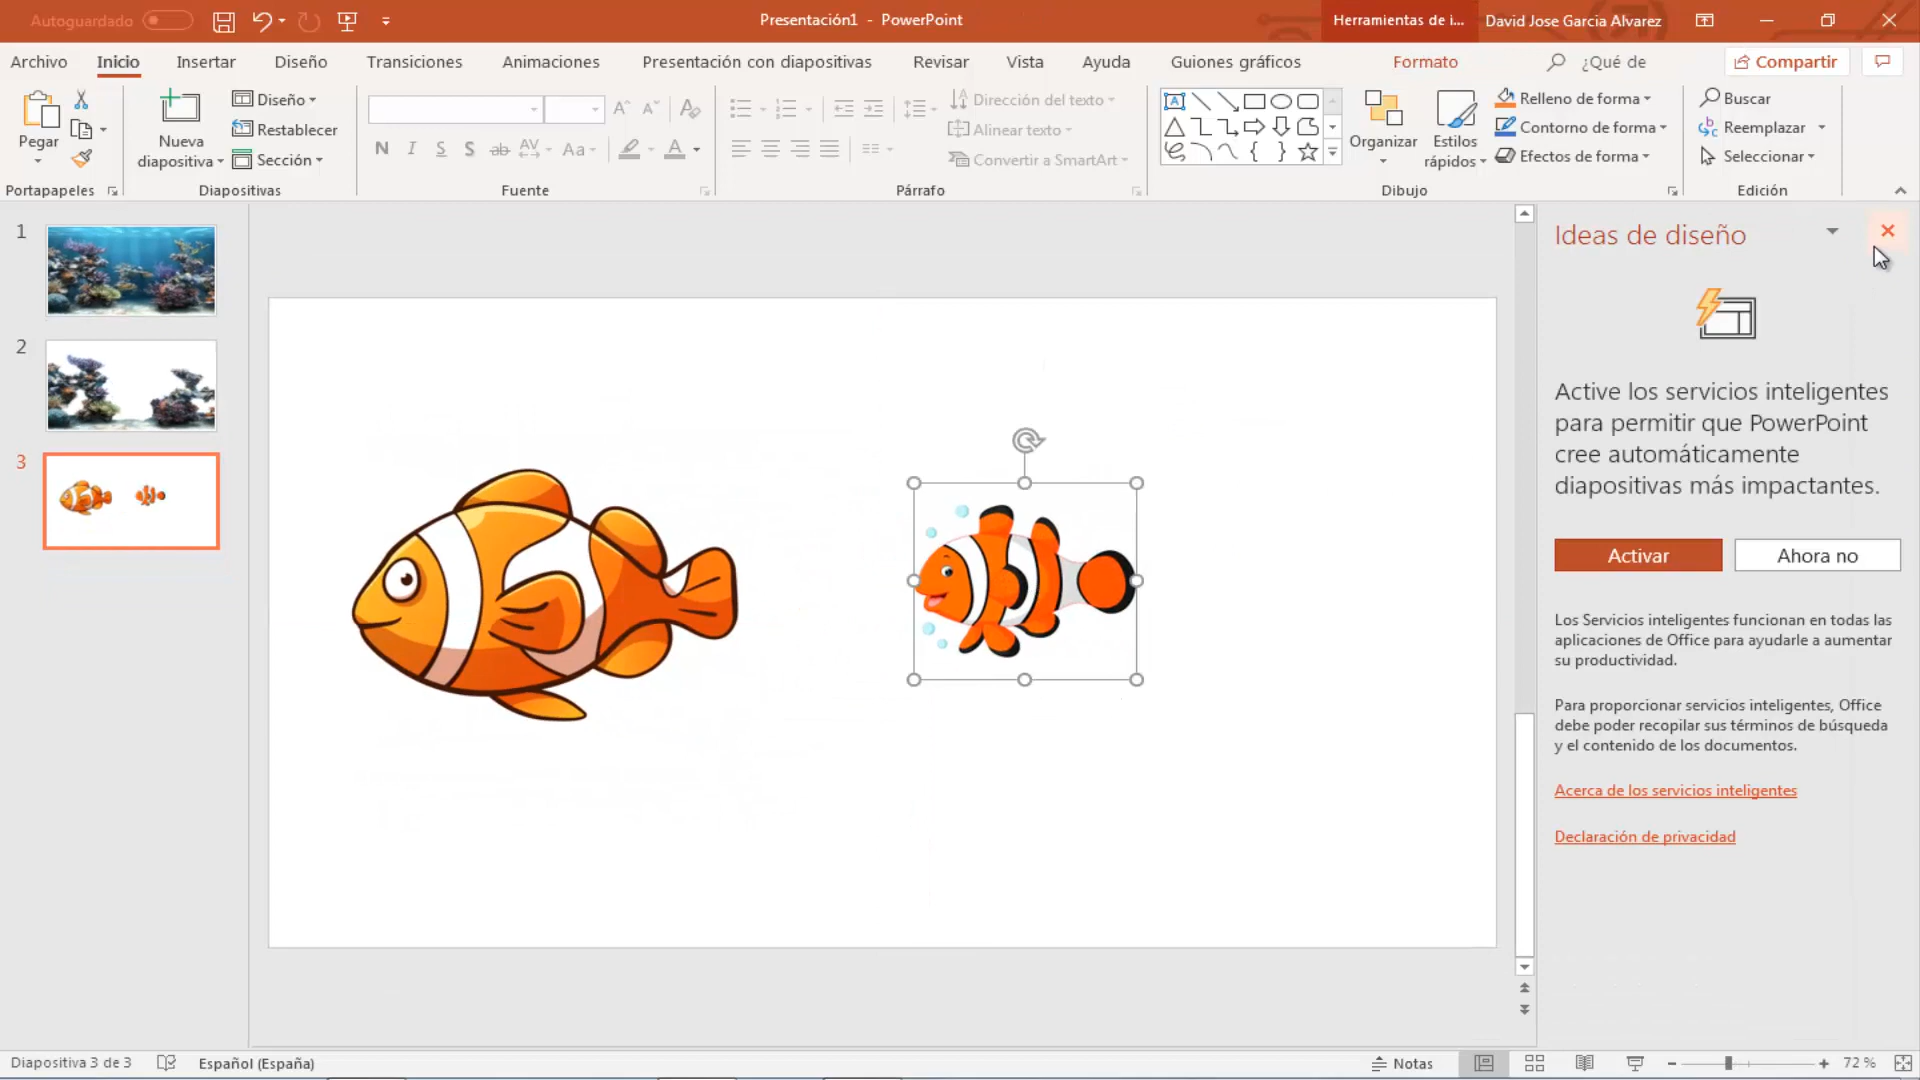 Autoguardado
Presentación1 - PowerPoint
Herramientas de i...
David Jose Garcia Alvarez
Archivo
Inicio
Insertar
Diseño
Transiciones
Animaciones
Presentación con diapositivas
Revisar
Vista
Ayuda
Guiones gráficos
Formato
¿Qué de
Compartir
Pegar
Portapapeles
Nueva
diapositiva
Diseño
Restablecer
Sección
Diapositivas
N I S S ab AV Aa A
Fuente
Dirección del texto
Alinear texto
Convertir a SmartArt
Párrafo
Organizar
Estilos
rápidos
Relleno de forma
Contorno de forma
Efectos de forma
Dibujo
Buscar
Reemplazar
Seleccionar
Edición
1
2
3
Ideas de diseño
Active los servicios inteligentes
para permitir que PowerPoint
cree automáticamente
diapositivas más impactantes.
Activar
Ahora no
Los Servicios inteligentes funcionan en todas las
aplicaciones de Office para ayudarle a aumentar
su productividad.
Para proporcionar servicios inteligentes, Office
debe poder recopilar sus términos de búsqueda
y el contenido de los documentos.
Acerca de los servicios inteligentes
Declaración de privacidad
Diapositiva 3 de 3
Español (España)
Notas
72 %